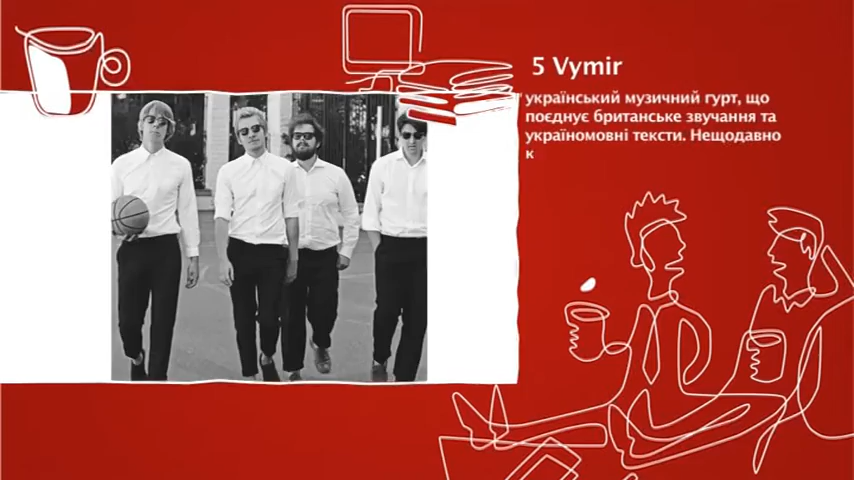 5 Vymir
український музичний гурт, що
поєднує британське звучання та
україномовні тексти. Нещодавно
к